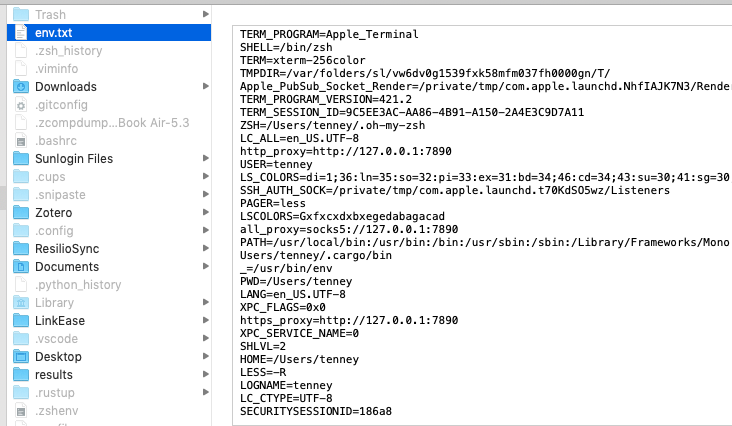 Trash
env.txt
.zsh_history
.viminfo
Downloads
.gitconfig
.zcompdump...Book Air-5.3
.bashrc
Sunlogin Files
.cups
.snipaste
Zotero
.config
ResilioSync
Documents
.python_history
Library
LinkEase
.vscode
Desktop
results
.rustup
.zshenv
TERM_PROGRAM=Apple_Terminal
SHELL=/bin/zsh
TERM=xterm-256color
TMPDIR=/var/folders/sl/vw6dv0g1539fxk58mfm037fh0000gn/T/
Apple_PubSub_Socket_Render=/private/tmp/com.apple.launchd.NhfIAJK7N3/Render
TERM_PROGRAM_VERSION=421.2
TERM_SESSION_ID=9C5EE3AC-AA86-4B91-A150-2A4E3C9D7A11
ZSH=/Users/tenney/.oh-my-zsh
LC_ALL=en_US.UTF-8
http_proxy=http://127.0.0.1:7890
USER=tenney
LS_COLORS=di=1;36:ln=35:so=32:pi=33:ex=31:bd=34;46:cd=34;43:su=30;41:sg=30
SSH_AUTH_SOCK=/private/tmp/com.apple.launchd.t70KdSO5wz/Listeners
PAGER=less
LSCOLORS=Gxfxcxdxbxegedabagacad
all_proxy=socks5://127.0.0.1:7890
PATH=/usr/local/bin:/usr/bin:/bin:/usr/sbin:/sbin:/Library/Frameworks/Mono
Users/tenney/.cargo/bin
_=/usr/bin/env
PWD=/Users/tenney
LANG=en_US.UTF-8
XPC_FLAGS=0x0
https_proxy=http://127.0.0.1:7890
XPC_SERVICE_NAME=0
SHLVL=2
HOME=/Users/tenney
LESS=-R
LOGNAME=tenney
LC_CTYPE=UTF-8
SECURITYSESSIONID=186a8